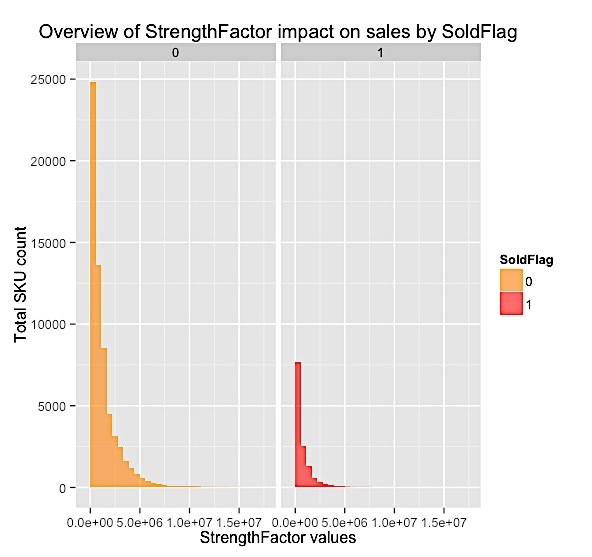 Overview of StrengthFactor impact on sales by SoldFlag
0 1
25000
20000
15000
10000
5000
0
Total SKU count
0.0e+00 5.0e+06 1.0e+07 1.5e+07 0.0e+00 5.0e+06 1.0e+07 1.5e+07
StrengthFactor values
SoldFlag
0
1